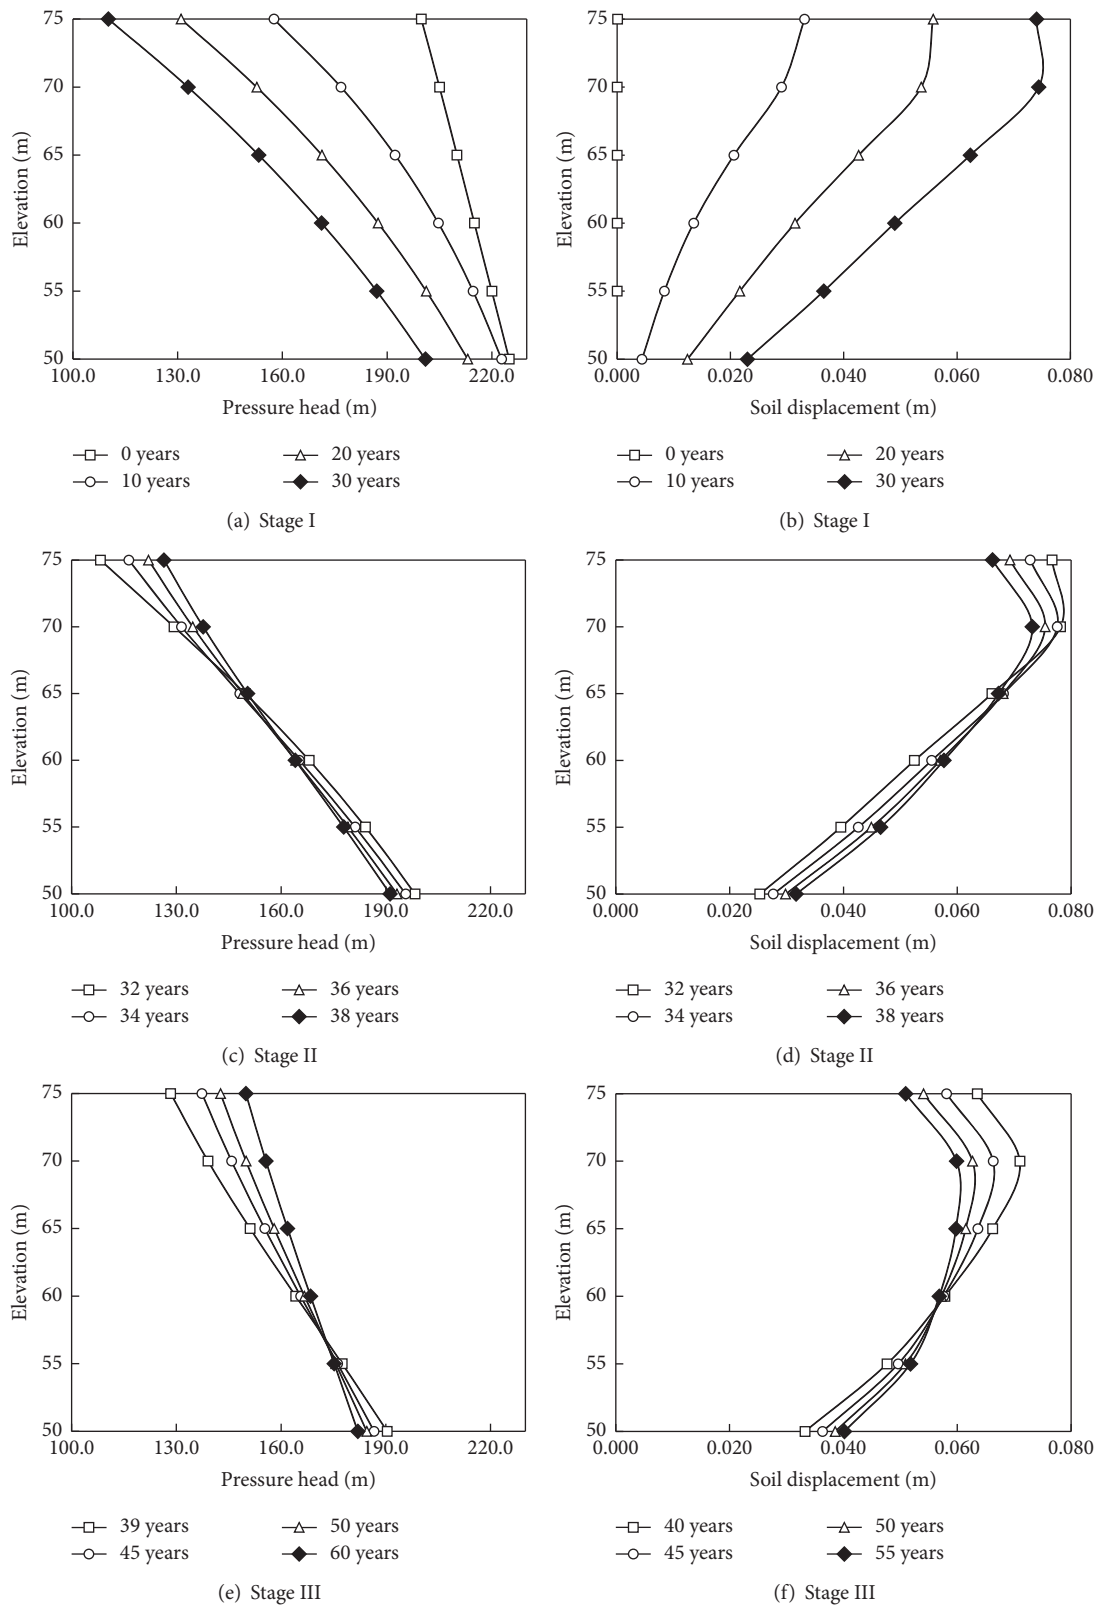 75
70
65
60
55
50
Elevation (m)
100.0 130.0 160.0 190.0 220.0
Pressure head (m)
0 years 20 years
10 years 30 years
(a) Stage I
75
70
65
60
55
50
Elevation (m)
0.000 0.020 0.040 0.060 0.080
Soil displacement (m)
0 years 20 years
10 years 30 years
(b) Stage I
75
70
65
60
55
50
Elevation (m)
100.0 130.0 160.0 190.0 220.0
Pressure head (m)
32 years 36 years
34 years 38 years
(c) Stage II
75
70
65
60
55
50
Elevation (m)
0.000 0.020 0.040 0.060 0.080
Soil displacement (m)
32 years 36 years
34 years 38 years
(d) Stage II
75
70
65
60
55
50
Elevation (m)
100.0 130.0 160.0 190.0 220.0
Pressure head (m)
39 years 50 years
45 years 60 years
(e) Stage III
75
70
65
60
55
50
Elevation (m)
0.000 0.020 0.040 0.060 0.080
Soil displacement (m)
40 years 50 years
45 years 55 years
(f) Stage III